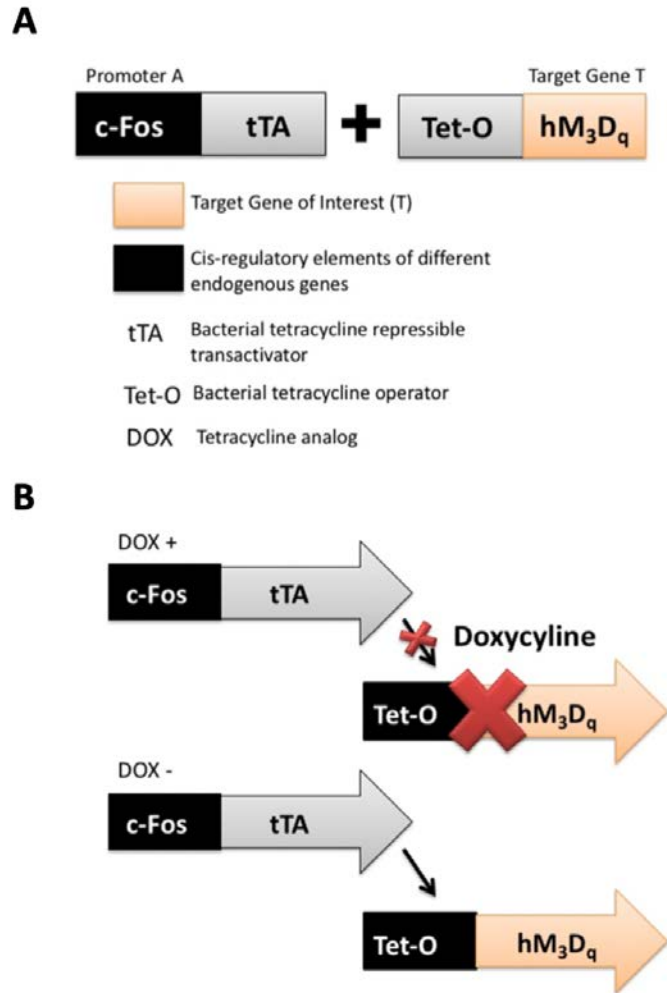 A
Promoter A
Target Gene T
c-Fos tTA + Tet-O hM₃Dq
Target Gene of Interest (T)
Cis-regulatory elements of different
endogenous genes
tTA Bacterial tetracycline repressible
transactivator
Tet-O Bacterial tetracycline operator
DOX Tetracycline analog
B
DOX +
c-Fos tTA
Doxycyline
Tet-O hM₃Dq
DOX -
c-Fos tTA
Tet-O hM₃Dq